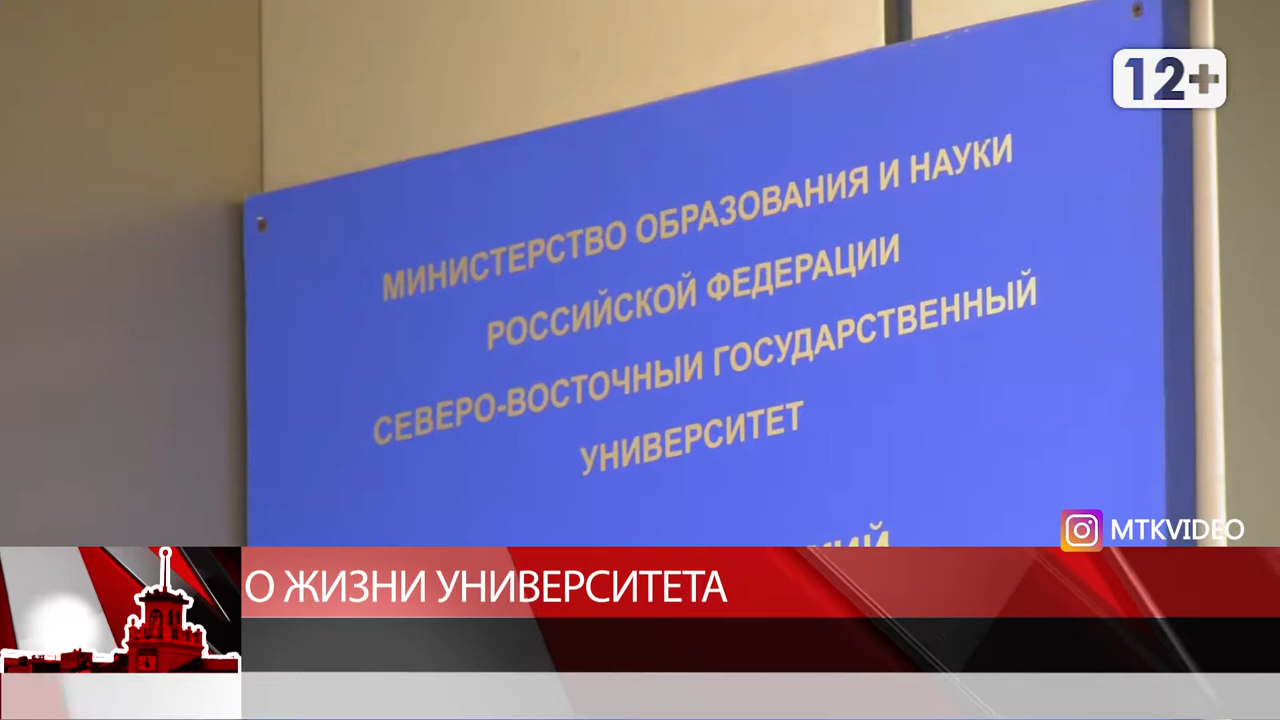 12+
МИНИСТЕРСТВО ОБРАЗОВАНИЯ И НАУКИ
РОССИЙСКОЙ ФЕДЕРАЦИИ
СЕВЕРО-ВОСТОЧНЫЙ ГОСУДАРСТВЕННЫЙ
УНИВЕРСИТЕТ
MTKVIDEO
О ЖИЗНИ УНИВЕРСИТЕТА